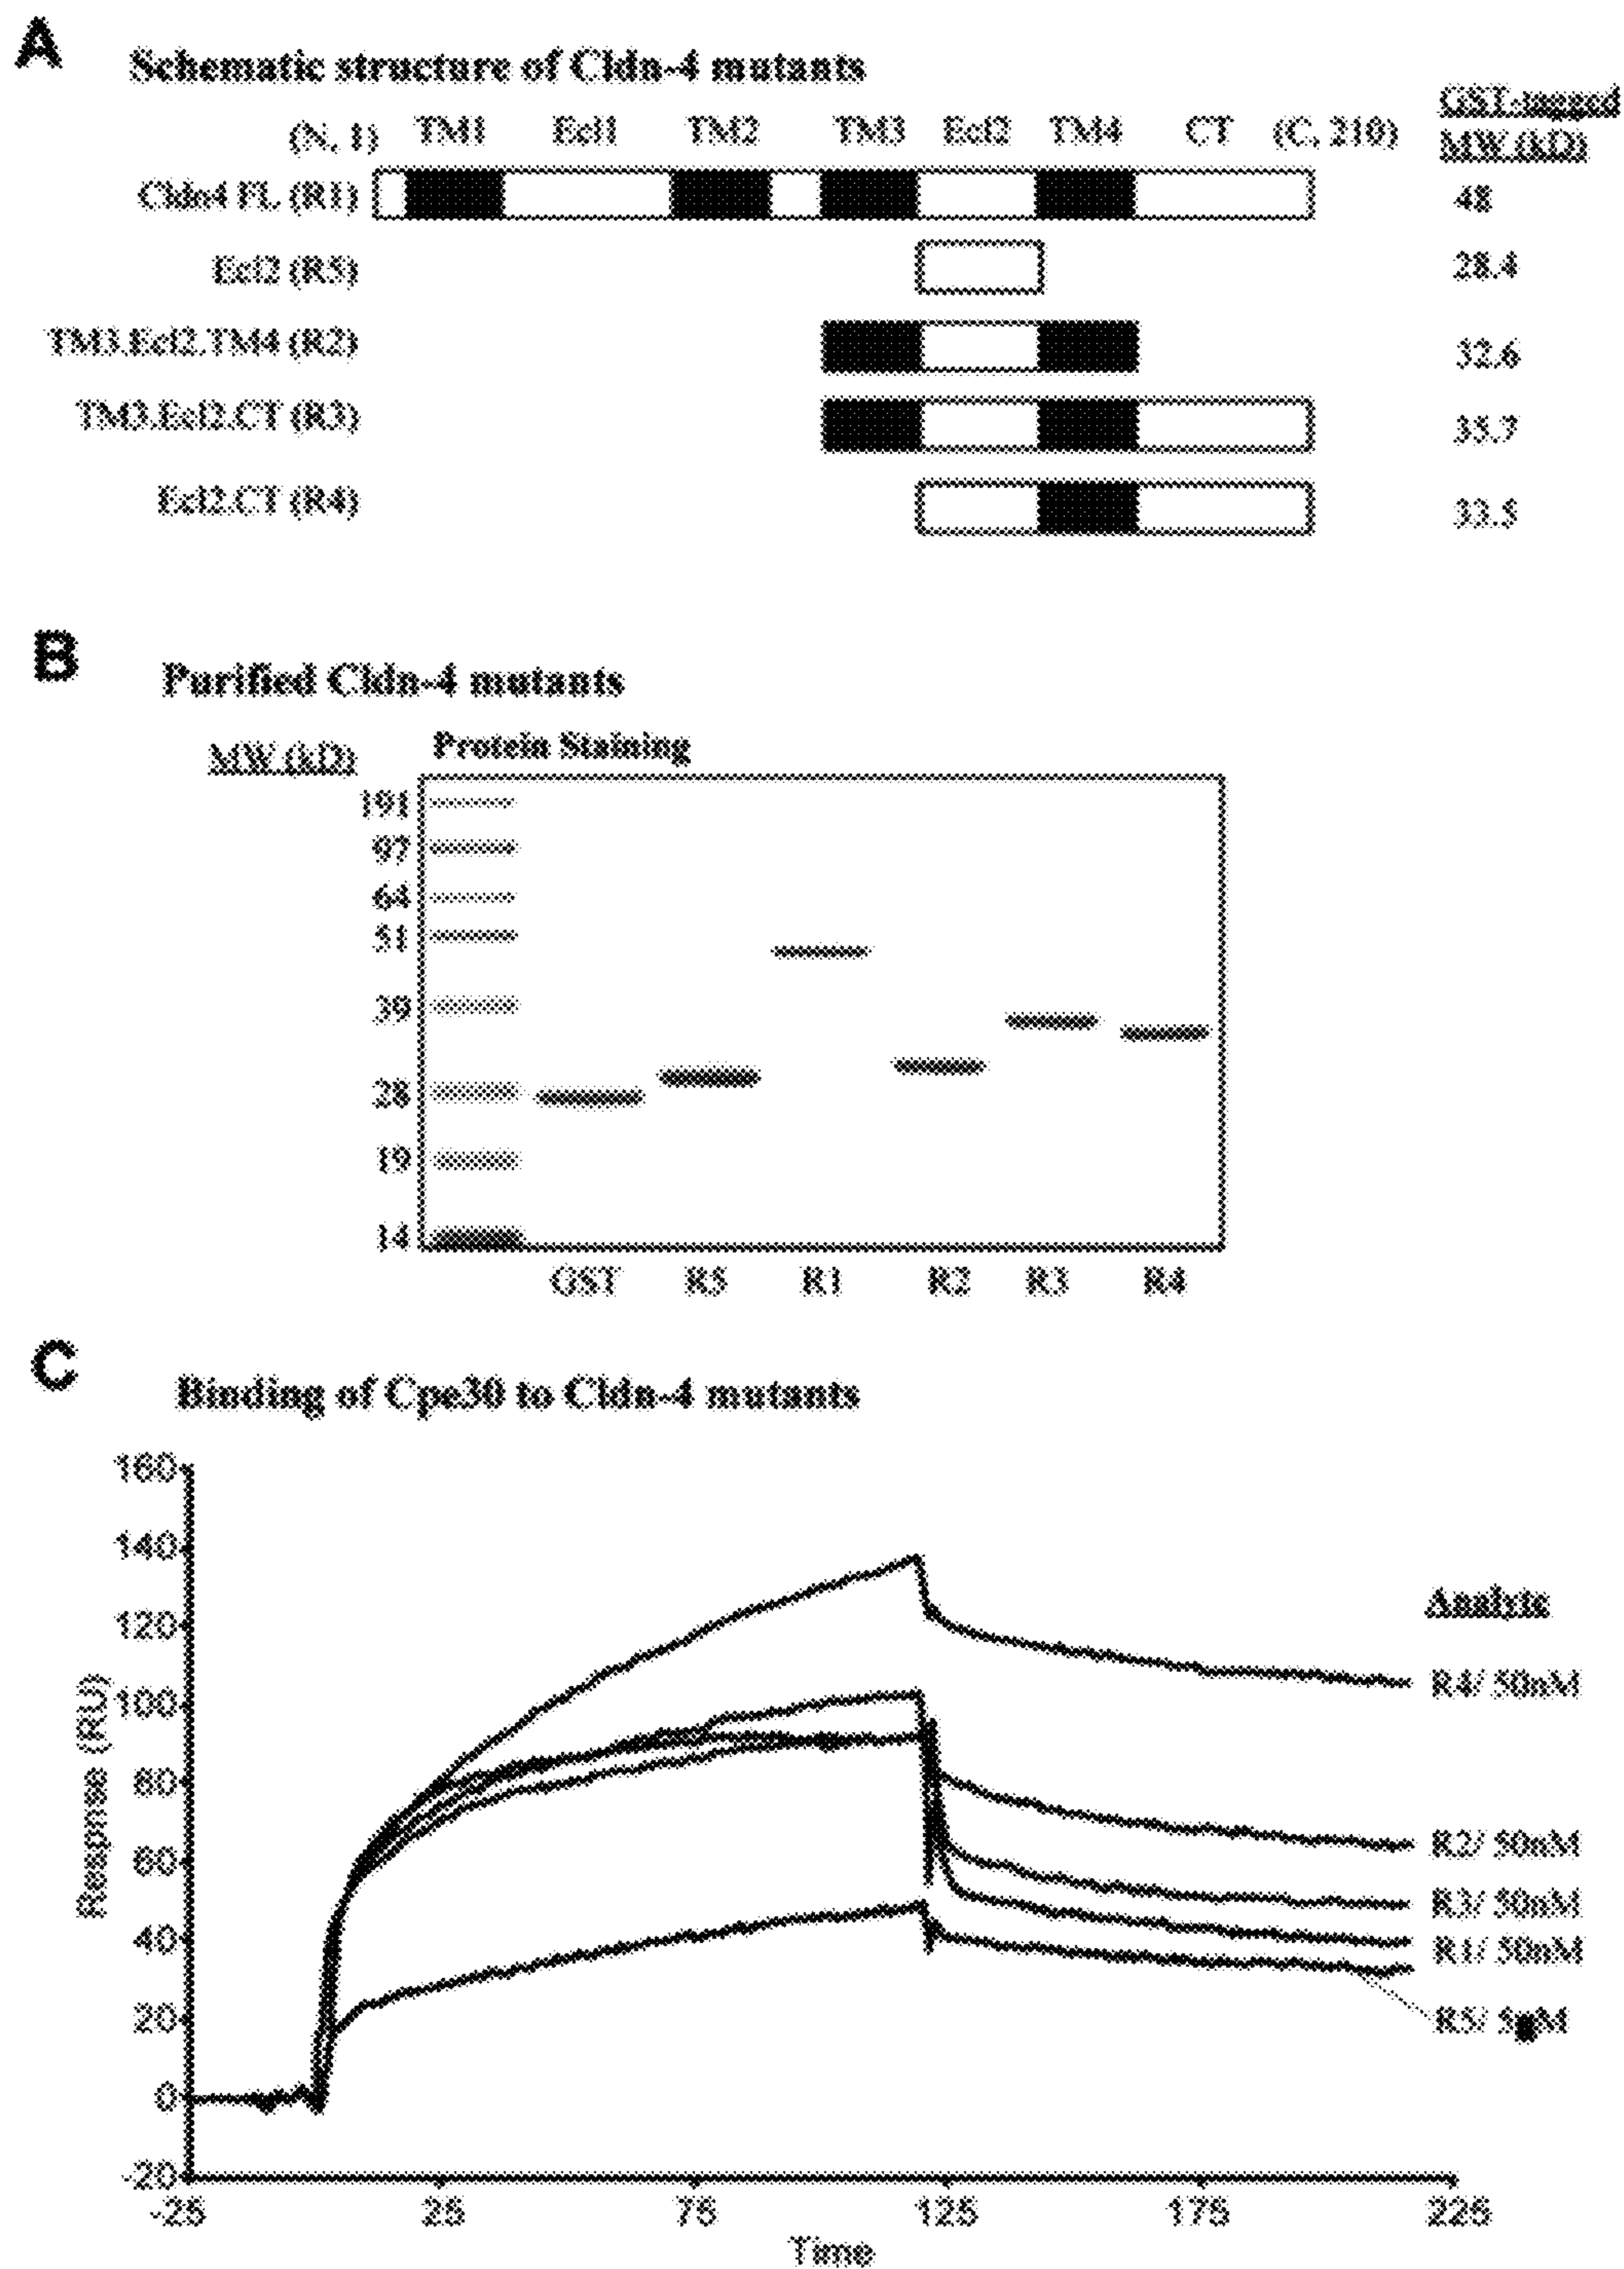 A
Schematic structure of Cldn-4 mutants
GST-tagged
MW (kD)
(N, 1) TM1 Ecl1 TM2 TM3 Ecl2 TM4 CT (C, 210)
Cldn4 FL (R1) 48
Ecl2 (R5) 28.4
TM3.Ecl2.TM4 (R2) 32.6
TM3.Ecl2.CT (R3) 35.7
Ecl2.CT (R4) 33.5
B
Purified Cldn-4 mutants
MW (kD) Protein Staining
191
97
64
51
39
28
19
14
GST R5 R1 R2 R3 R4
C
Binding of Cpe30 to Cldn-4 mutants
160
140
120
100
80
60
40
20
0
-20
Response (RU)
-25 25 75 125 175 225
Time
Analyte
R4/ 50nM
R2/ 50nM
R3/ 50nM
R1/ 50nM
R5/